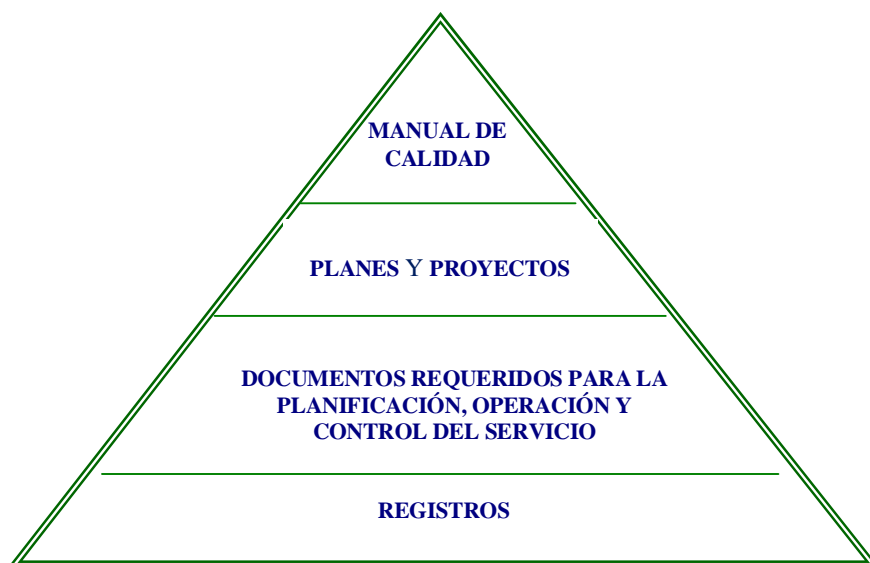 MANUAL DE
CALIDAD
PLANES Y PROYECTOS
DOCUMENTOS REQUERIDOS PARA LA
PLANIFICACIÓN, OPERACIÓN Y
CONTROL DEL SERVICIO
REGISTROS